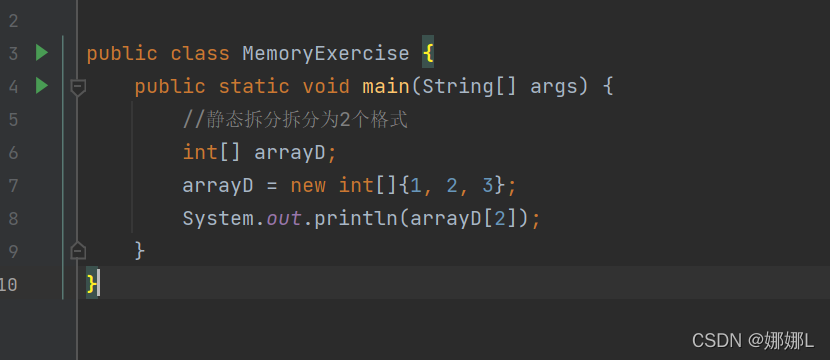 2
3 public class MemoryExercise {
4 public static void main(String[] args) {
5 //静态拆分拆分为2个格式
6 int[] arrayD;
7 arrayD = new int[]{1, 2, 3};
8 System.out.println(arrayD[2]);
9 }
10 }
CSDN @娜娜L